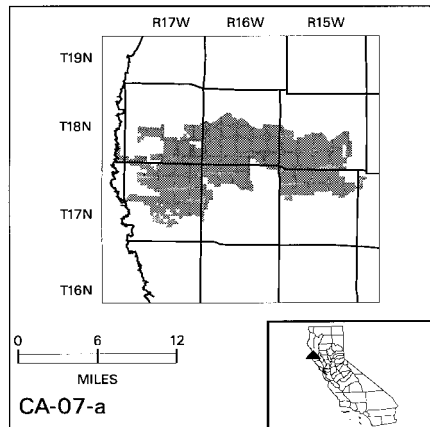 R17W R16W R15W
T19N
T18N
T17N
T16N
0 6 12
MILES
CA-07-a